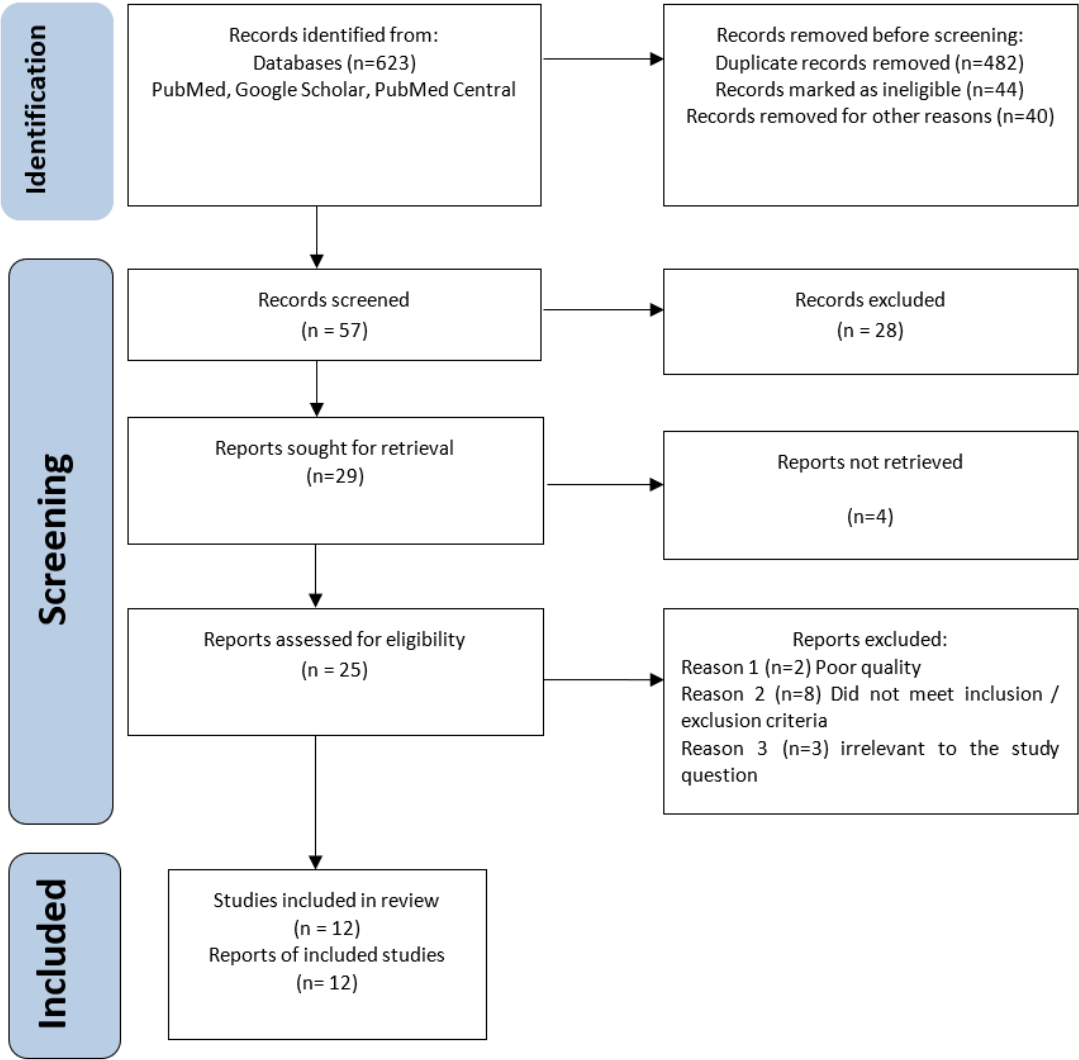 Identification
Records identified from:
Databases (n=623)
PubMed, Google Scholar, PubMed Central
Records removed before screening:
Duplicate records removed (n=482)
Records marked as ineligible (n=44)
Records removed for other reasons (n=40)
Screening
Records screened
(n = 57)
Records excluded
(n = 28)
Reports sought for retrieval
(n=29)
Reports not retrieved
(n=4)
Reports assessed for eligibility
(n = 25)
Reports excluded:
Reason 1 (n=2) Poor quality
Reason 2 (n=8) Did not meet inclusion /
exclusion criteria
Reason 3 (n=3) irrelevant to the study
question
Included
Studies included in review
(n = 12)
Reports of included studies
(n= 12)